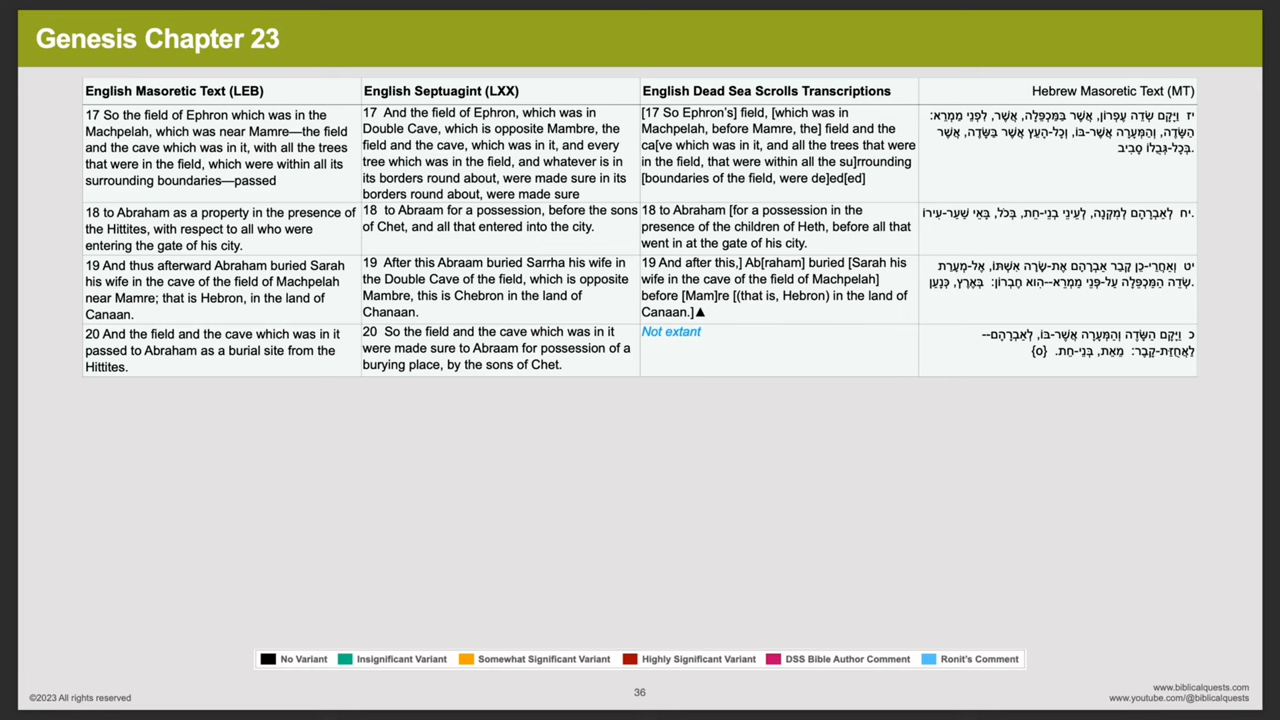 Genesis Chapter 23
English Masoretic Text (LEB)
English Septuagint (LXX)
English Dead Sea Scrolls Transcriptions
Hebrew Masoretic Text (MT)
17 So the field of Ephron which was in the
Machpelah, which was near Mamre—the field
and the cave which was in it, with all the trees
that were in the field, which were within all its
surrounding boundaries—passed
17 And the field of Ephron, which was in
Double Cave, which is opposite Mambre, the
field and the cave, which was in it, and every
tree which was in the field, and whatever is in
its borders round about, were made sure in its
borders round about, were made sure
[17 So Ephron's] field, [which was in
Machpelah, before Mamre, the] field and the
ca[ve which was in it, and all the trees that were
in the field, that were within all the su]rrounding
[boundaries of the field, were de]ed[ed]
יז וַיָּקָם שְׂדֵה עֶפְרוֹן, אֲשֶׁר בַּמַּכְפֵּלָה, אֲשֶׁר, לִפְנֵי מַמְרֵא:
הַשָּׂדֶה, וְהַמְּעָרָה אֲשֶׁר-בּוֹ, וְכָל-הָעֵץ אֲשֶׁר בַּשָּׂדֶה, אֲשֶׁר
בְּכָל-גְּבֻלוֹ סָבִיב.
18 to Abraham as a property in the presence of
the Hittites, with respect to all who were
entering the gate of his city.
18 to Abraam for a possession, before the sons
of Chet, and all that entered into the city.
18 to Abraham [for a possession in the
presence of the children of Heth, before all that
went in at the gate of his city.
יח לְאַבְרָהָם לְמִקְנָה, לְעֵינֵי בְנֵי-חֵת, בְּכֹל, בָּאֵי שַׁעַר-עִירוֹ.
19 And thus afterward Abraham buried Sarah
his wife in the cave of the field of Machpelah
near Mamre; that is Hebron, in the land of
Canaan.
19 After this Abraam buried Sarrha his wife in
the Double Cave of the field, which is opposite
Mambre, this is Chebron in the land of
Chanaan.
19 And after this,] Ab[raham] buried [Sarah his
wife in the cave of the field of Machpelah]
before [Mam]re [(that is, Hebron) in the land of
Canaan.]▲
יט וְאַחֲרֵי-כֵן קָבַר אַבְרָהָם אֶת-שָׂרָה אִשְׁתּוֹ, אֶל-מְעָרַת
שְׂדֵה הַמַּכְפֵּלָה עַל-פְּנֵי מַמְרֵא--הִוא חֶבְרוֹן: בְּאֶרֶץ, כְּנָעַן.
20 And the field and the cave which was in it
passed to Abraham as a burial site from the
Hittites.
20 So the field and the cave which was in it
were made sure to Abraam for possession of a
burying place, by the sons of Chet.
Not extant
כ וַיָּקָם הַשָּׂדֶה וְהַמְּעָרָה אֲשֶׁר-בּוֹ, לְאַבְרָהָם--
לַאֲחֻזַּת-קָבֶר: מֵאֵת, בְּנֵי-חֵת. {ס}
No Variant
Insignificant Variant
Somewhat Significant Variant
Highly Significant Variant
DSS Bible Author Comment
Ronit's Comment
©2023 All rights reserved
36
www.biblicalquests.com
www.youtube.com/@biblicalquests